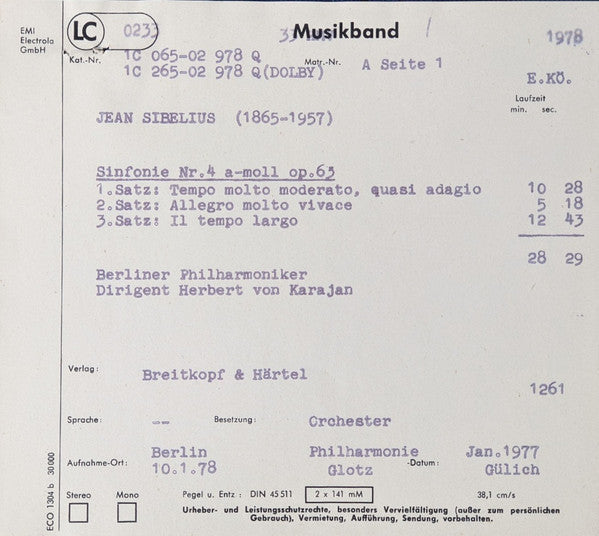 EMI
Electrola
GmbH
LC 0233
Musikband
1978
Kat.-Nr.
1C 065-02 978 Q
1C 265-02 978 Q(DOLBY)
Matr.-Nr.
A Seite 1
E.KÖ.
Laufzeit
min. sec.
JEAN SIBELIUS (1865-1957)
Sinfonie Nr.4 a-moll op.63
1.Satz: Tempo molto moderato, quasi adagio 10 28
2.Satz: Allegro molto vivace 5 18
3.Satz: Il tempo largo 12 43
28 29
Berliner Philharmoniker
Dirigent Herbert von Karajan
Verlag:
Breitkopf & Härtel
1261
Sprache: -- Besetzung: Orchester
Aufnahme-Ort: Berlin Philharmonie -Datum: Jan.1977
10.1.78 Glotz Gülich
Stereo Mono Pegel u. Entz : DIN 45 511 2 x 141 mM 38,1 cm/s
Urheber- und Leistungsschutzrechte, besonders Vervielfältigung (außer zum persönlichen
Gebrauch), Vermietung, Aufführung, Sendung, vorbehalten.
ECO 1304 b 30 000